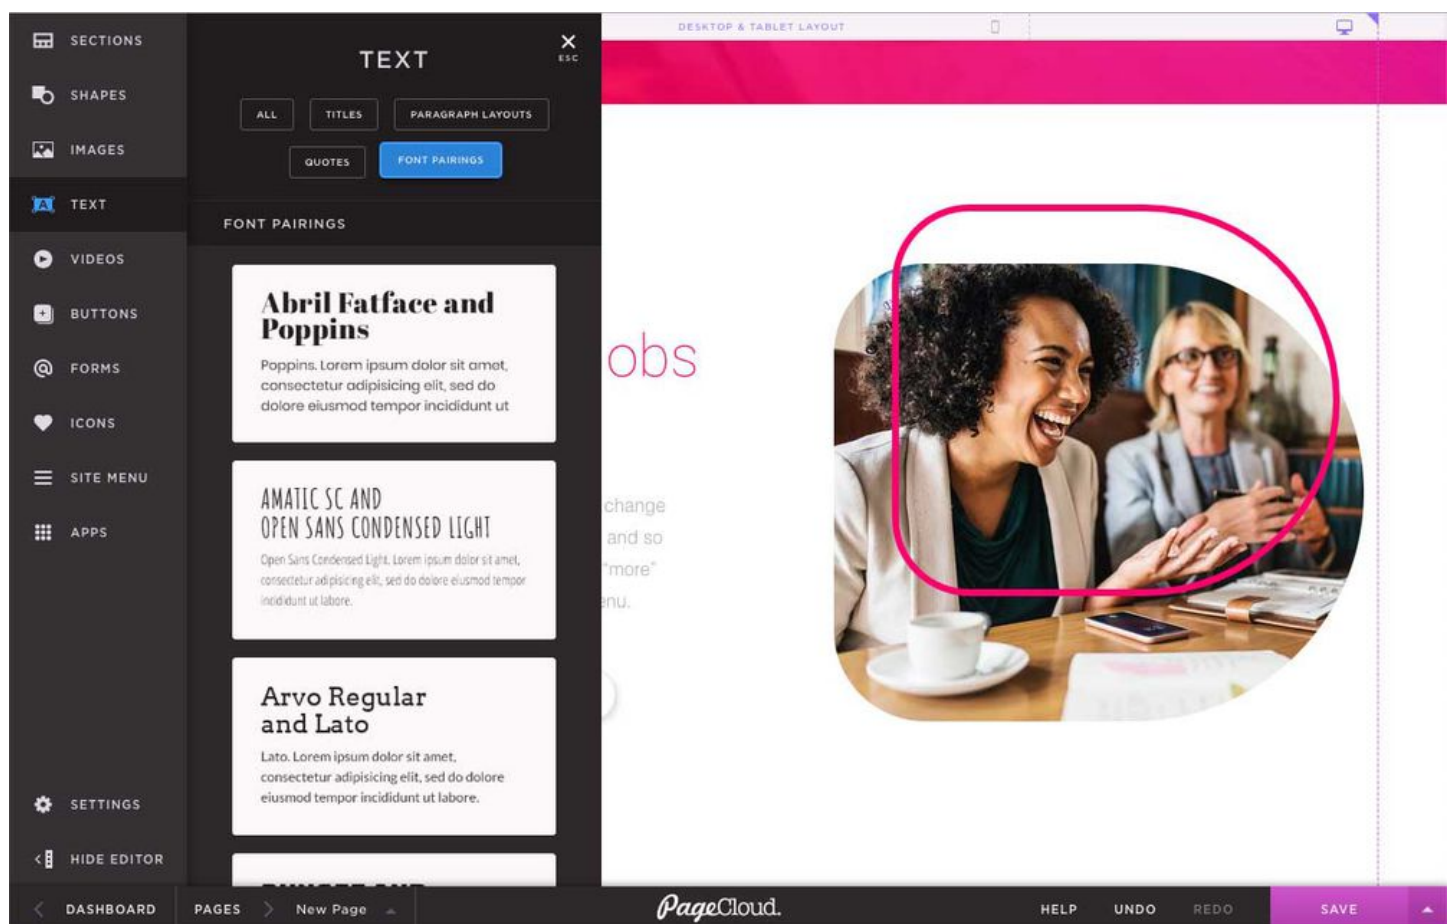 SECTIONS
SHAPES
IMAGES
TEXT
VIDEOS
BUTTONS
FORMS
ICONS
SITE MENU
APPS
SETTINGS
HIDE EDITOR
TEXT
ESC
ALL
TITLES
PARAGRAPH LAYOUTS
QUOTES
FONT PAIRINGS
FONT PAIRINGS
Abril Fatface and
Poppins
Poppins. Lorem ipsum dolor sit amet,
consectetur adipisicing elit, sed do
dolore eiusmod tempor incididunt ut
AMATIC SC AND
OPEN SANS CONDENSED LIGHT
Open Sans Condensed Light. Lorem ipsum dolor sit amet,
consectetur adipisicing elit, sed do dolore eiusmod tempor
incididunt ut labore.
Arvo Regular
and Lato
Lato. Lorem ipsum dolor sit amet,
consectetur adipisicing elit, sed do dolore
eiusmod tempor incididunt ut labore.
DESKTOP & TABLET LAYOUT
obs
change
and so
"more"
enu.
DASHBOARD
PAGES
New Page
PageCloud.
HELP
UNDO
REDO
SAVE